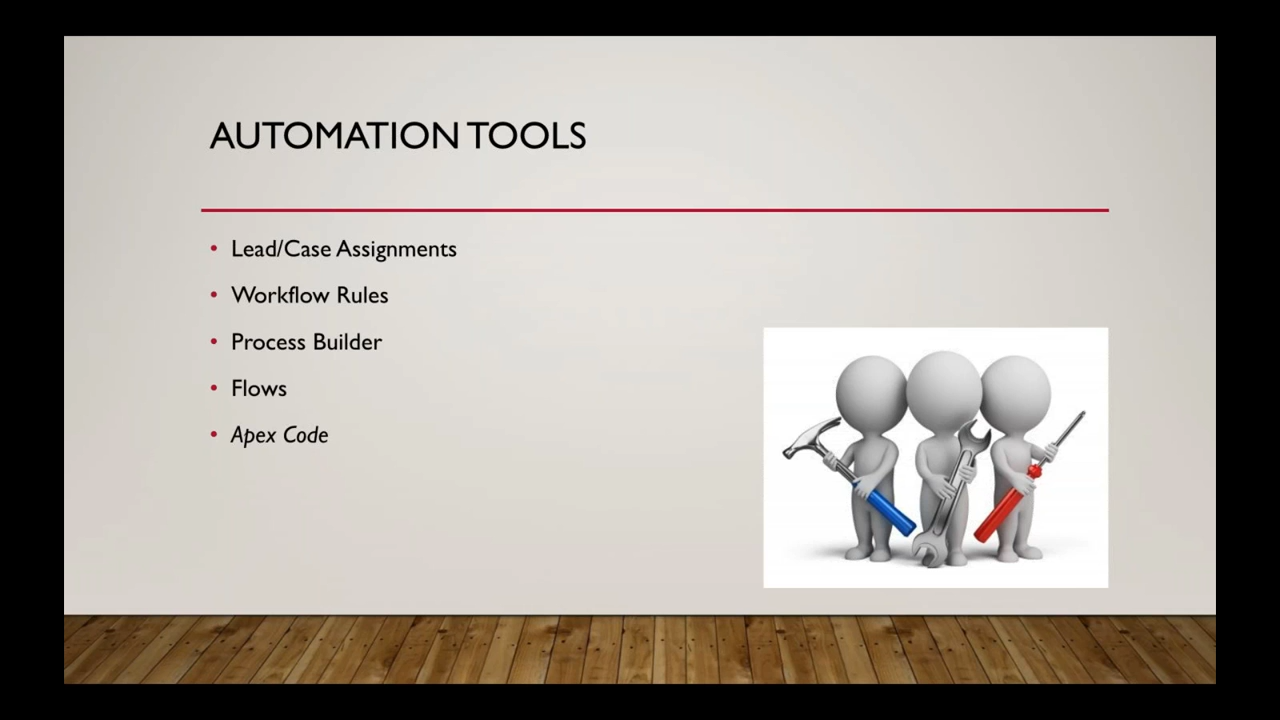 AUTOMATION TOOLS
• Lead/Case Assignments
• Workflow Rules
• Process Builder
• Flows
• Apex Code